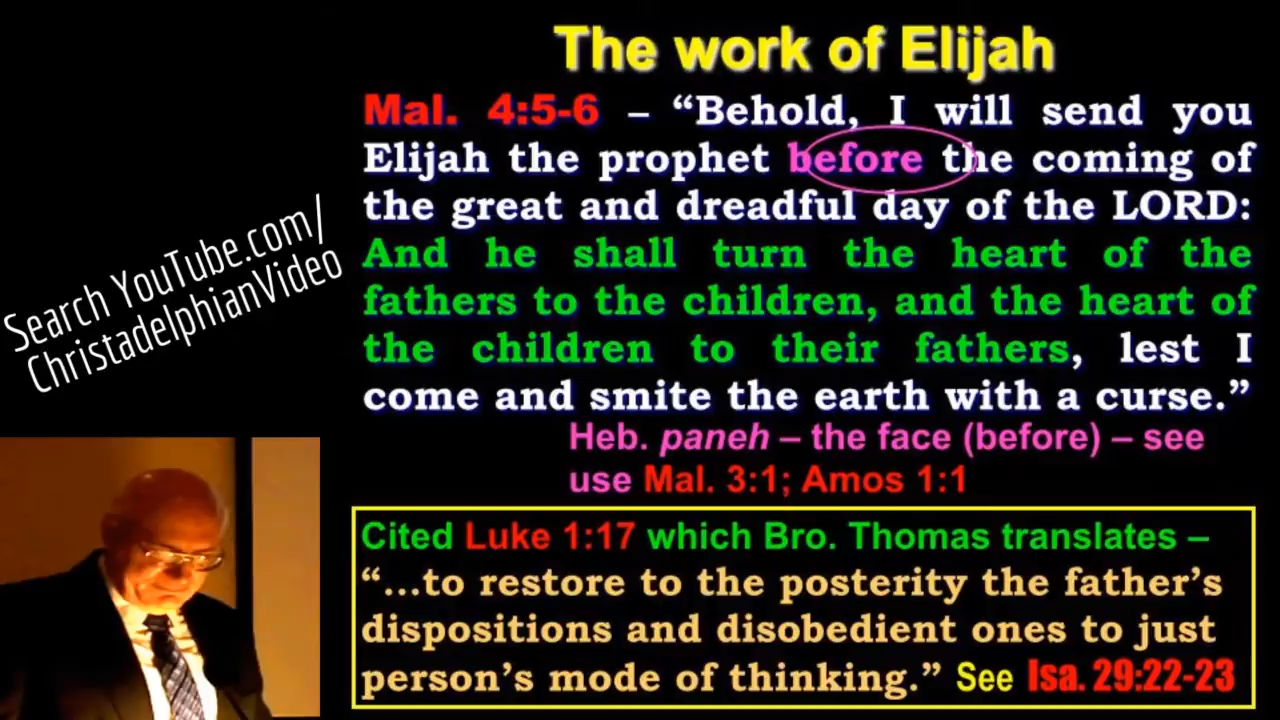 The work of Elijah
Mal. 4:5-6 – “Behold, I will send you
Elijah the prophet before the coming of
the great and dreadful day of the LORD:
And he shall turn the heart of the
fathers to the children, and the heart of
the children to their fathers, lest I
come and smite the earth with a curse.”
Heb. paneh – the face (before) – see
use Mal. 3:1; Amos 1:1
Cited Luke 1:17 which Bro. Thomas translates –
“...to restore to the posterity the father’s
dispositions and disobedient ones to just
person’s mode of thinking.” See Isa. 29:22-23
Search YouTube.com/
ChristadelphianVideo